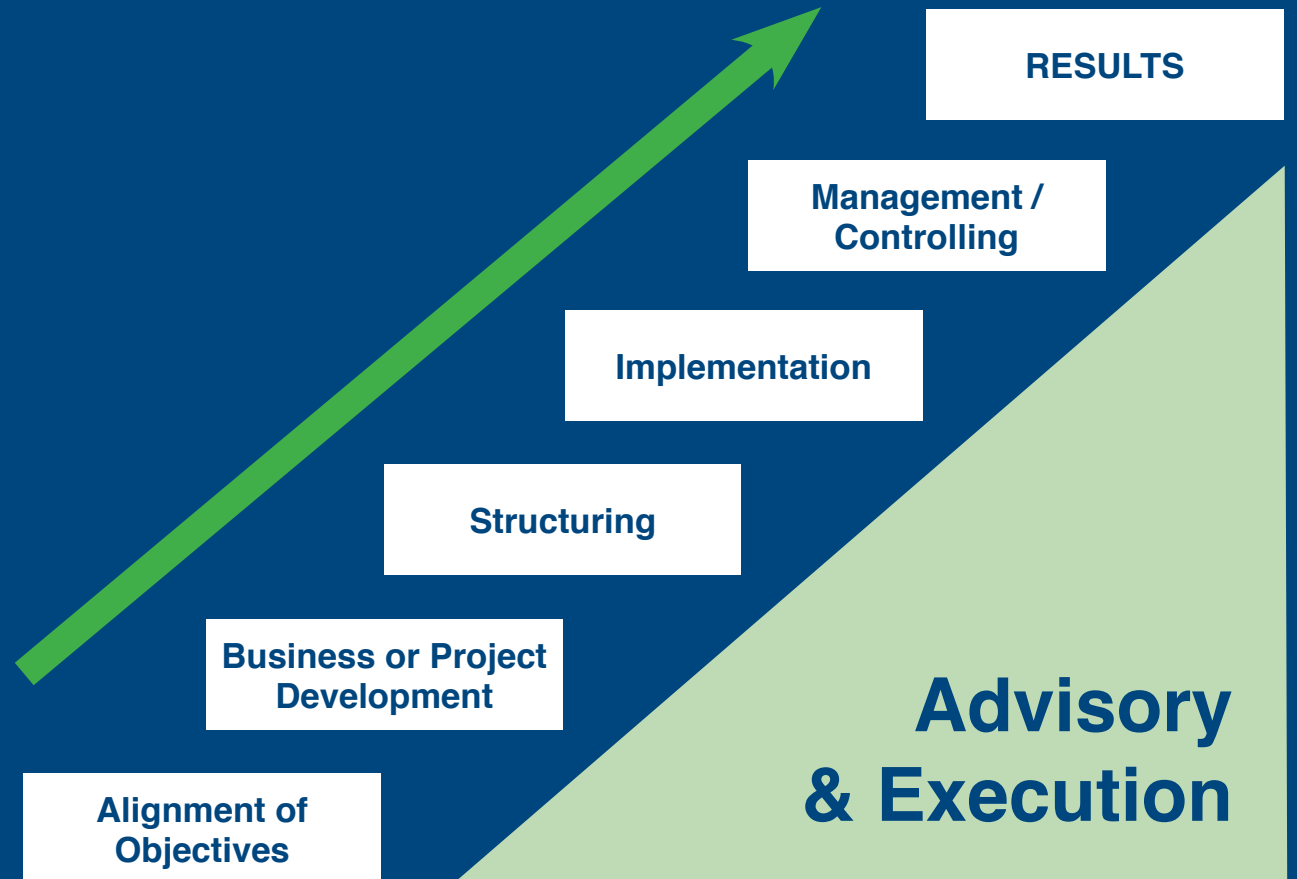 RESULTS
Management /
Controlling
Implementation
Structuring
Business or Project
Development
Alignment of
Objectives
Advisory
& Execution